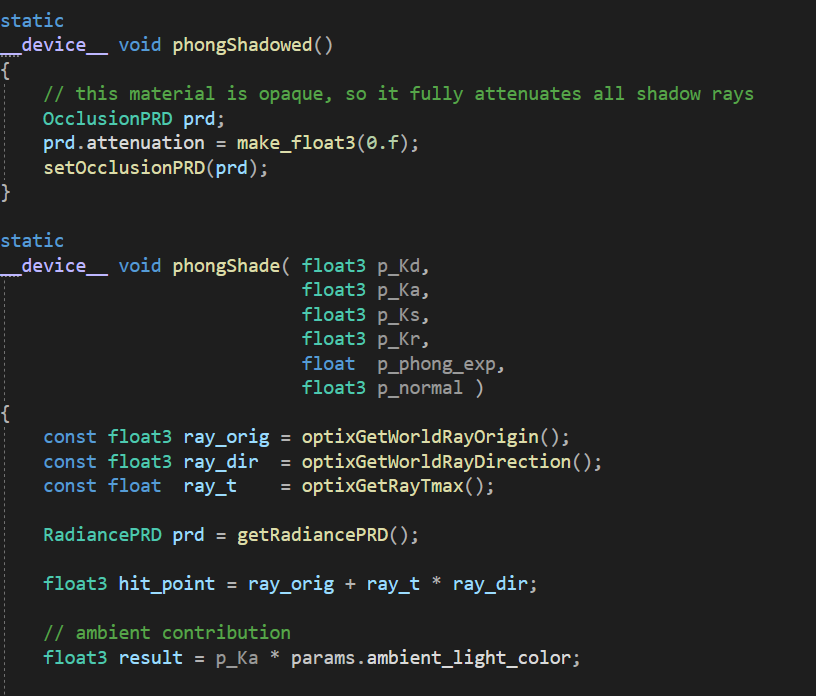 static
__device__ void phongShadowed()
{
    // this material is opaque, so it fully attenuates all shadow rays
    OcclusionPRD prd;
    prd.attenuation = make_float3(0.f);
    setOcclusionPRD(prd);
}

static
__device__ void phongShade( float3 p_Kd,
                            float3 p_Ka,
                            float3 p_Ks,
                            float3 p_Kr,
                            float  p_phong_exp,
                            float3 p_normal )
{
    const float3 ray_orig = optixGetWorldRayOrigin();
    const float3 ray_dir  = optixGetWorldRayDirection();
    const float  ray_t    = optixGetRayTmax();

    RadiancePRD prd = getRadiancePRD();

    float3 hit_point = ray_orig + ray_t * ray_dir;

    // ambient contribution
    float3 result = p_Ka * params.ambient_light_color;